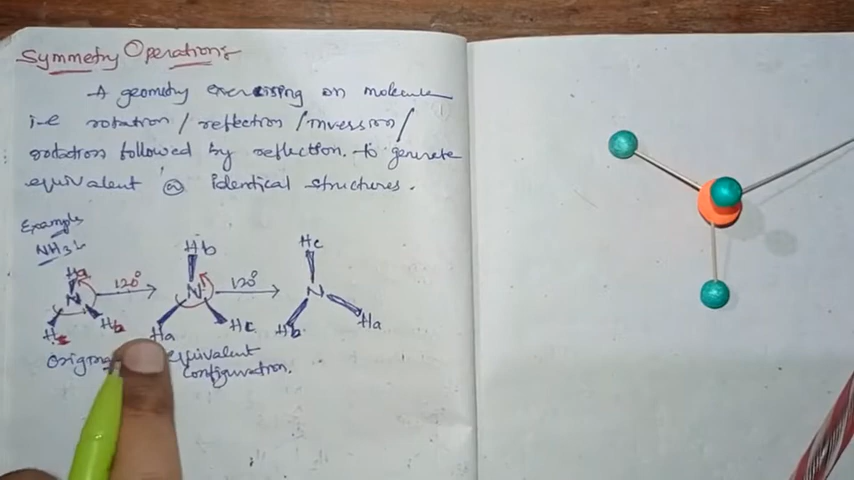 Symmetry Operations
A geometry exercising on molecule
i-e rotation / reflection / inversion /
rotation followed by reflection. to generate
equivalent @ identical structures.
Example
NH3:
Ha Hb Hc
120° 120°
N N N
Hc Hb Ha Hc Hb Ha
Original equivalent
configuration.